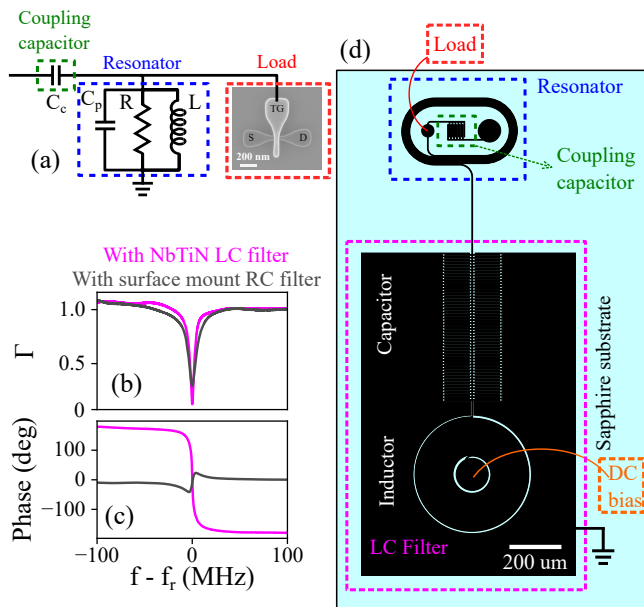 Coupling
capacitor
C_c
Resonator
C_p
R
L
(a)
Load
TG
S
D
200 nm
(d)
Load
Resonator
Coupling
capacitor
With NbTiN LC filter
With surface mount RC filter
Γ
1.0
0.5
0
(b)
Phase (deg)
100
0
−100
(c)
−100
0
100
f - f_r (MHz)
Capacitor
Inductor
Sapphire substrate
DC
bias
LC Filter
200 um